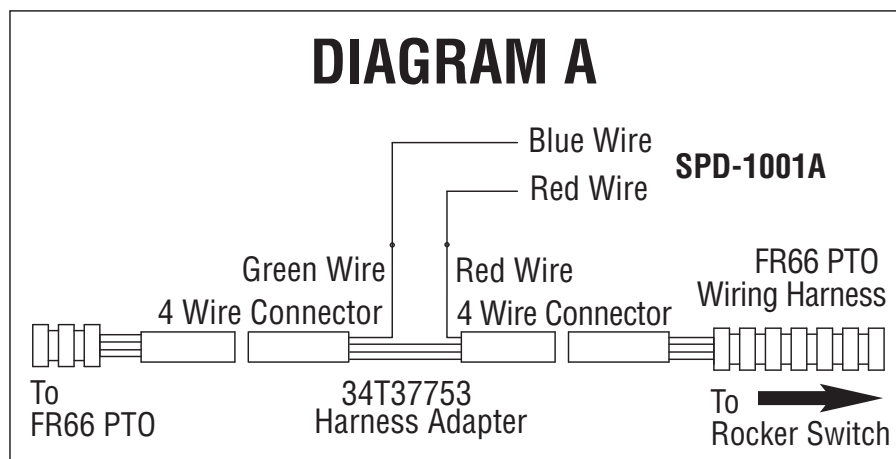 DIAGRAM A
Blue Wire
SPD-1001A
Red Wire
Green Wire
Red Wire
FR66 PTO
Wiring Harness
4 Wire Connector
4 Wire Connector
To
FR66 PTO
34T37753
Harness Adapter
To
Rocker Switch